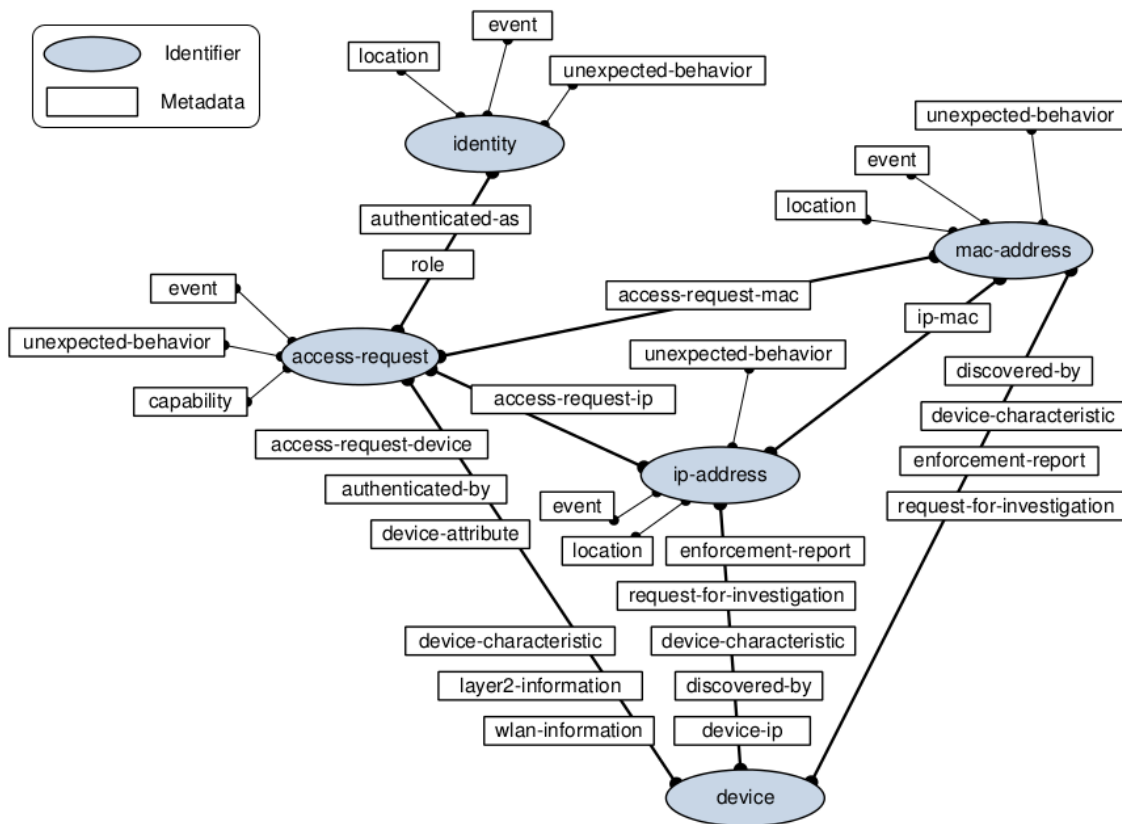 Identifier
Metadata
event
location
unexpected-behavior
identity
authenticated-as
role
unexpected-behavior
event
location
mac-address
event
unexpected-behavior
capability
access-request
access-request-mac
ip-mac
unexpected-behavior
access-request-ip
discovered-by
device-characteristic
enforcement-report
request-for-investigation
access-request-device
authenticated-by
device-attribute
device-characteristic
layer2-information
wlan-information
ip-address
event
location
enforcement-report
request-for-investigation
device-characteristic
discovered-by
device-ip
device